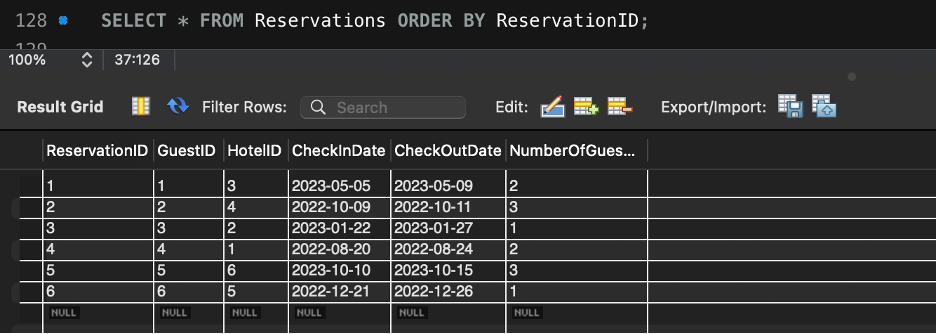 128 SELECT * FROM Reservations ORDER BY ReservationID;
129
100% 37:126
Result Grid Filter Rows: Search Edit: Export/Import:
ReservationID GuestID HotelID CheckInDate CheckOutDate NumberOfGues...
1 1 3 2023-05-05 2023-05-09 2
2 2 4 2022-10-09 2022-10-11 3
3 3 2 2023-01-22 2023-01-27 1
4 4 1 2022-08-20 2022-08-24 2
5 5 6 2023-10-10 2023-10-15 3
6 6 5 2022-12-21 2022-12-26 1
NULL NULL NULL NULL NULL NULL